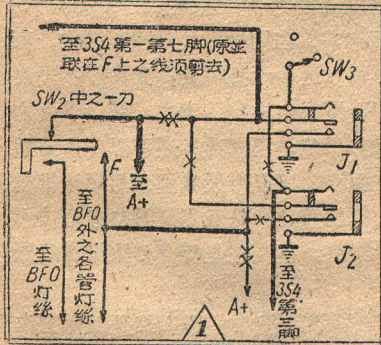 至3S4第一第七脚(原並
联在F上之线须剪去)
SW3
SW2中之一刀
J1
F
至A+
至BFO灯丝
至BFO外之各管灯丝
J2
A+
至3S4第三脚
1